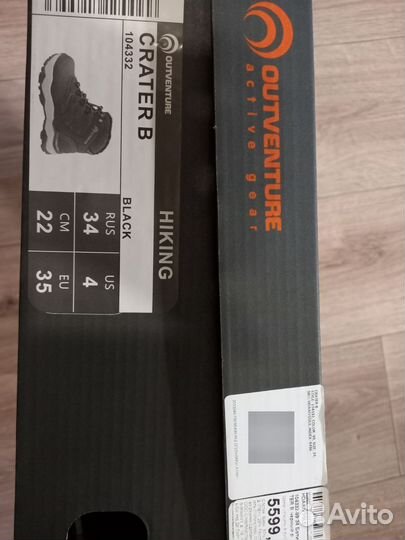 OUTVENTURE
CRATER B
104332
BLACK
HIKING
RUS
34
US
4
CM
22
EU
35
OUTVENTURE
active gear
5599,
Avito